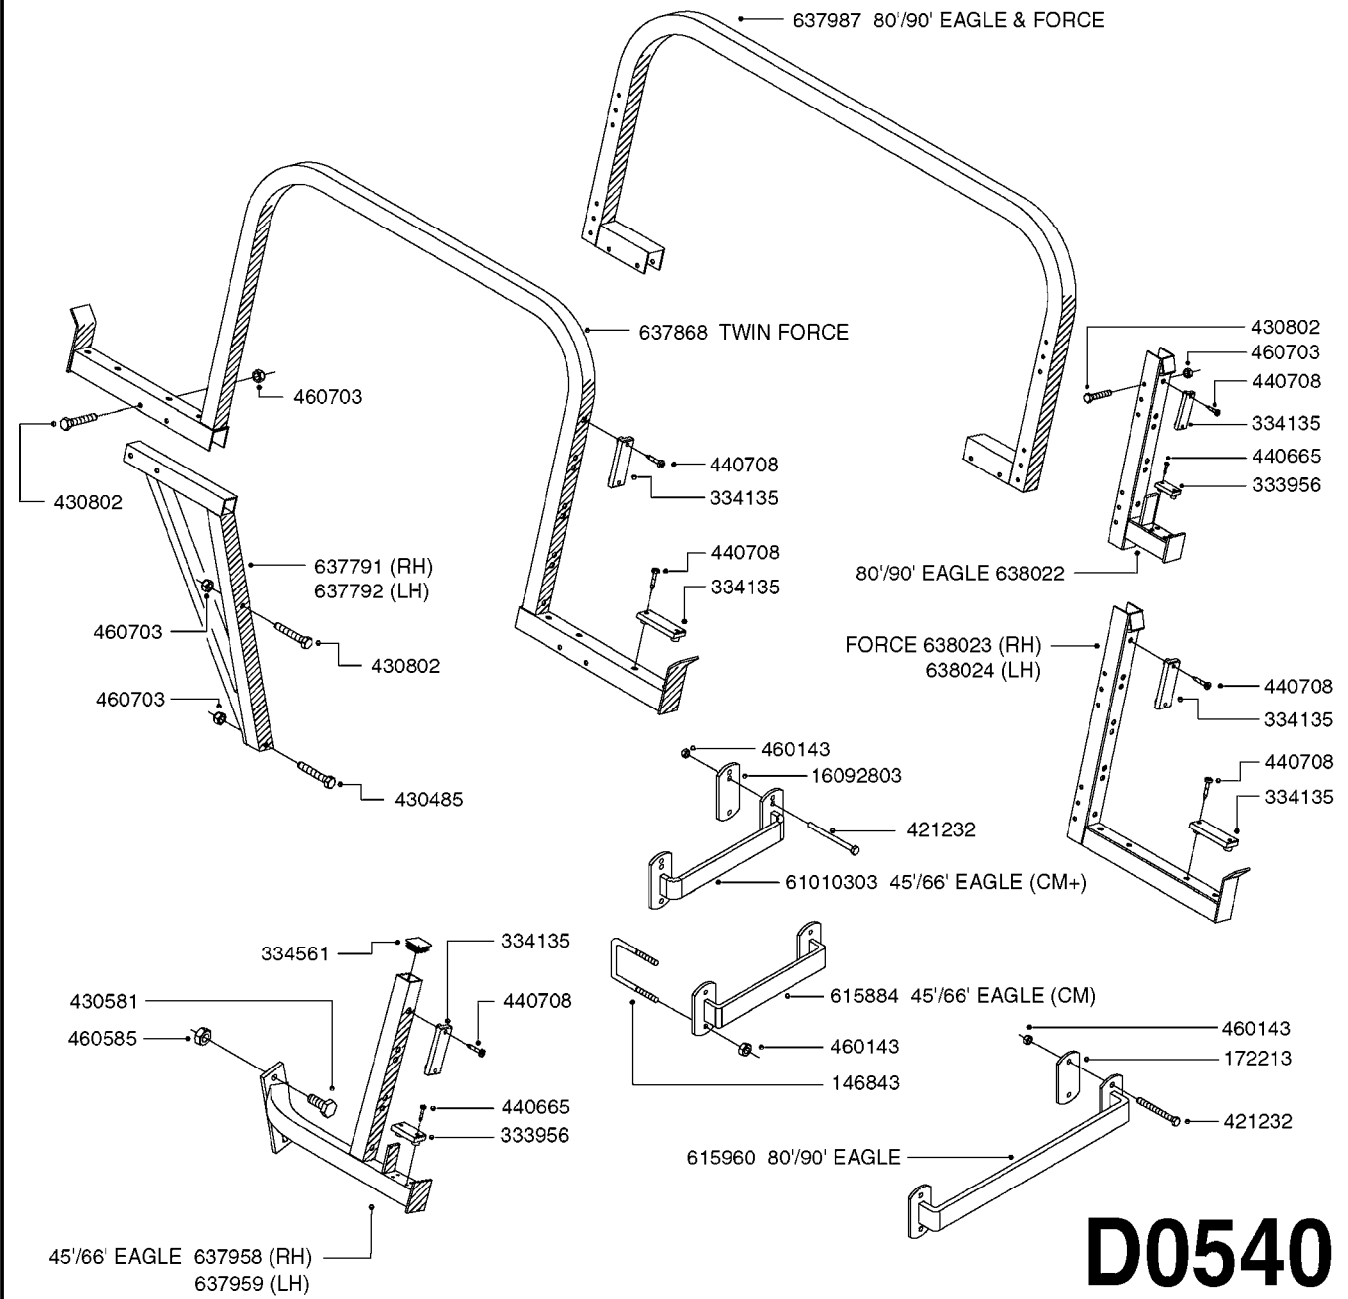 637987 80'/90' EAGLE & FORCE
637868 TWIN FORCE
430802
460703
440708
334135
440665
333956
80'/90' EAGLE 638022
460703
430802
440708
334135
440708
334135
637791 (RH)
637792 (LH)
460703
430802
460703
430485
FORCE 638023 (RH)
638024 (LH)
440708
334135
440708
334135
460143
16092803
421232
61010303 45'/66' EAGLE (CM+)
334561
334135
430581
460585
440708
440665
333956
45'/66' EAGLE 637958 (RH)
637959 (LH)
615884 45'/66' EAGLE (CM)
460143
146843
460143
172213
421232
615960 80'/90' EAGLE
D0540